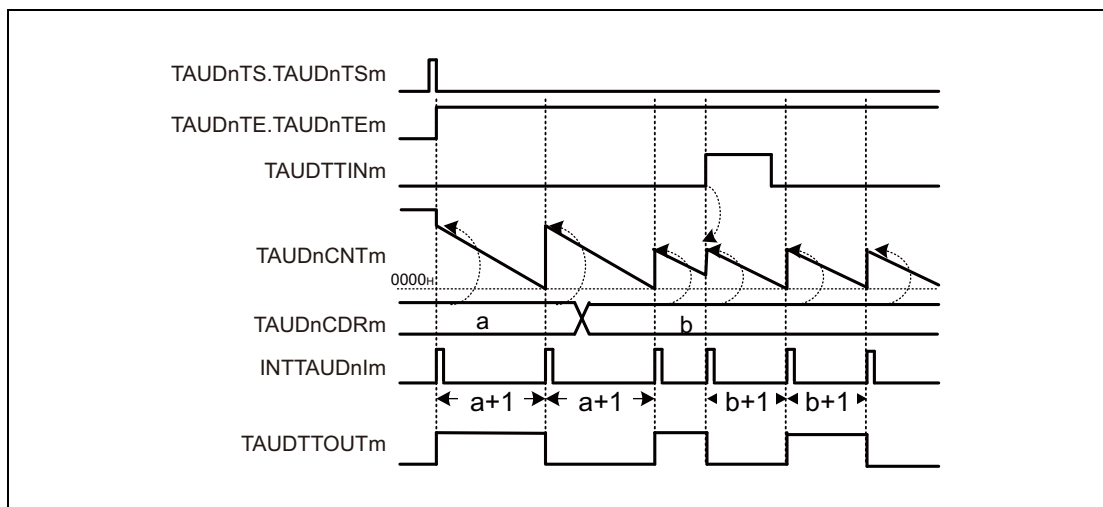 TAUDnTS.TAUDnTSm
TAUDnTE.TAUDnTEm
TAUDTTINm
TAUDnCNTm
0000H
TAUDnCDRm
a
b
INTTAUDnIm
a+1
a+1
b+1
b+1
TAUDTTOUTm